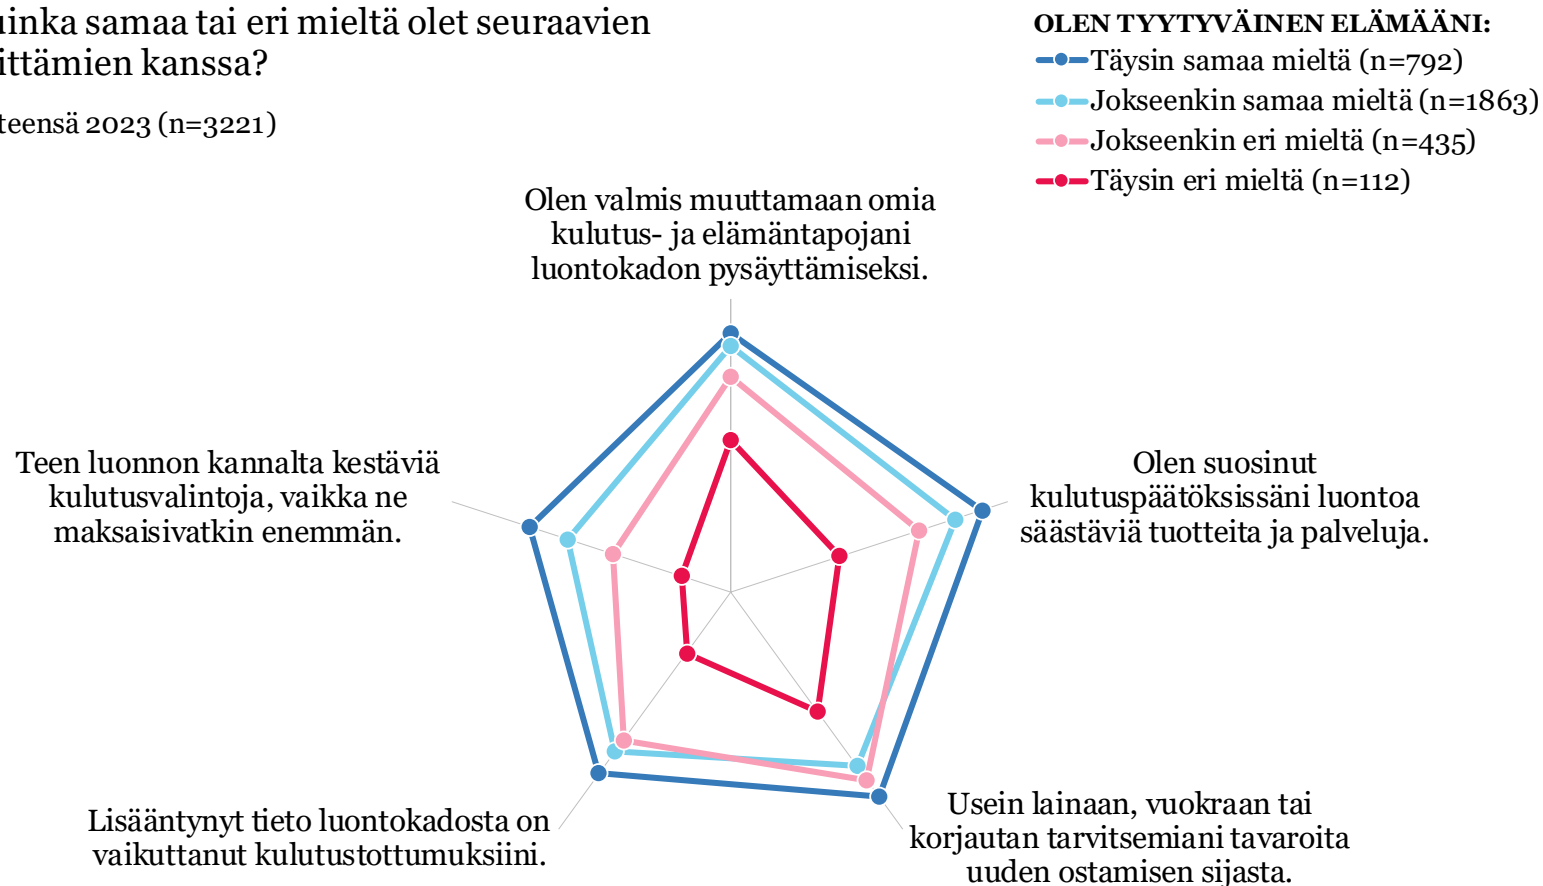 uinka samaa tai eri mieltä olet seuraavien
ittämien kanssa?
teensä 2023 (n=3221)
OLEN TYYTYVÄINEN ELÄMÄÄNI:
Täysin samaa mieltä (n=792)
Jokseenkin samaa mieltä (n=1863)
Jokseenkin eri mieltä (n=435)
Täysin eri mieltä (n=112)
Olen valmis muuttamaan omia
kulutus- ja elämäntapojani
luontokadon pysäyttämiseksi.
Teen luonnon kannalta kestäviä
kulutusvalintoja, vaikka ne
maksaisivatkin enemmän.
Olen suosinut
kulutuspäätöksissäni luontoa
säästäviä tuotteita ja palveluja.
Lisääntynyt tieto luontokadosta on
vaikuttanut kulutustottumuksiini.
Usein lainaan, vuokraan tai
korjautan tarvitsemiani tavaroita
uuden ostamisen sijasta.